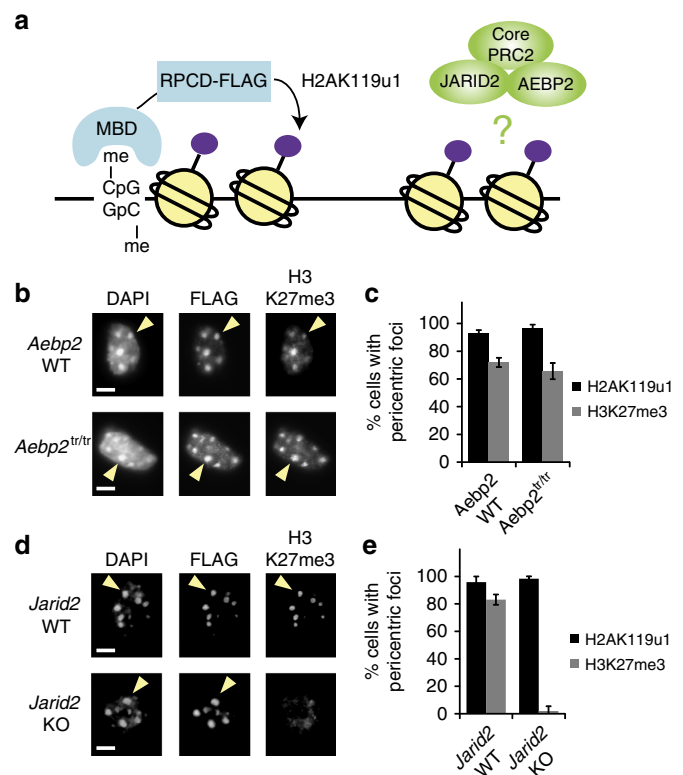 a
Core
PRC2
RPCD-FLAG
H2AK119u1
JARID2
AEBP2
MBD
?
me
CpG
GpC
me
b
DAPI
FLAG
H3
K27me3
Aebp2
WT
Aebp2tr/tr
c
% cells with
pericentric foci
100
80
60
40
20
0
H2AK119u1
H3K27me3
Aebp2
WT
Aebp2tr/tr
d
DAPI
FLAG
H3
K27me3
Jarid2
WT
Jarid2
KO
e
% cells with
pericentric foci
100
80
60
40
20
0
H2AK119u1
H3K27me3
Jarid2
WT
Jarid2
KO